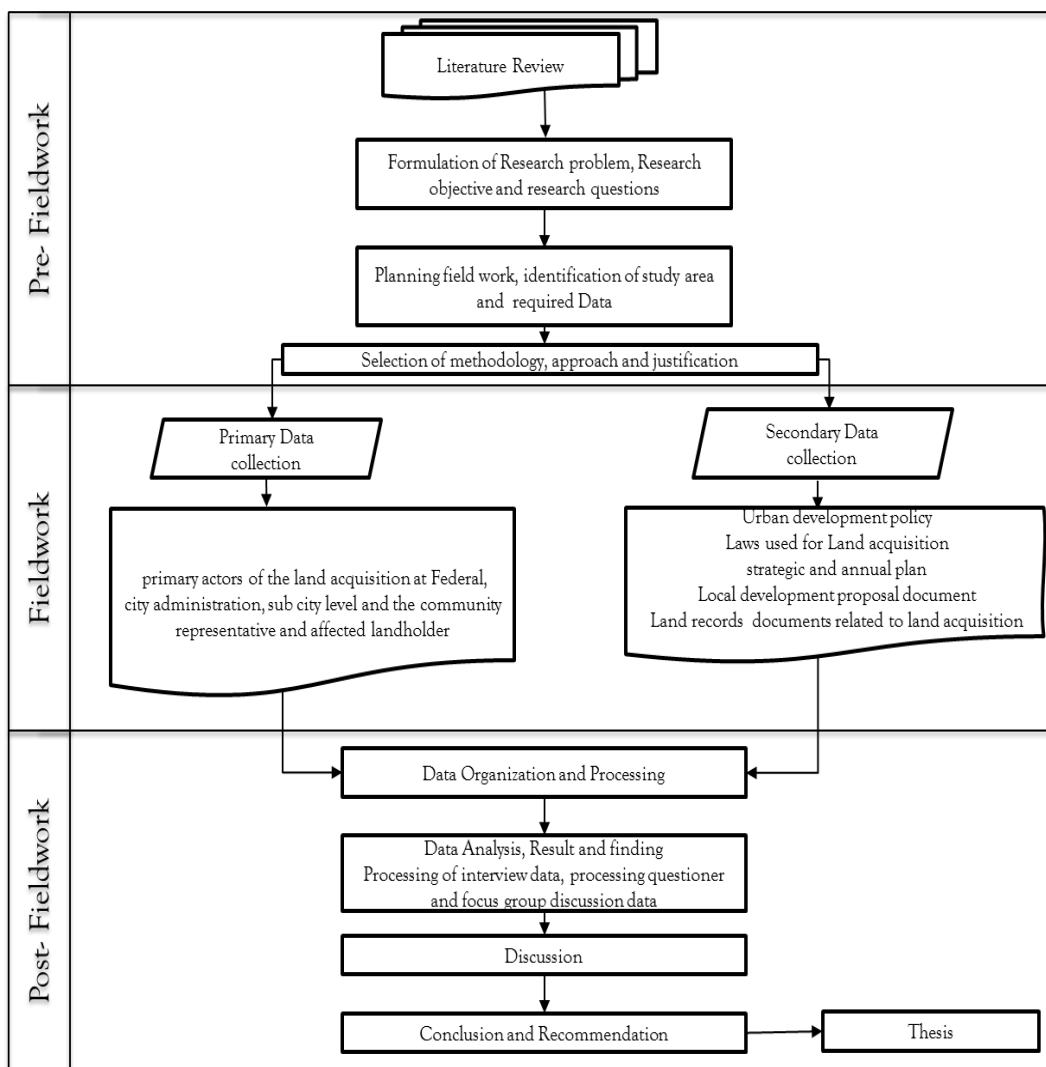 Pre- Fieldwork
Literature Review
Formulation of Research problem, Research
objective and research questions
Planning field work, identification of study area
and required Data
Selection of methodology, approach and justification
Fieldwork
Primary Data
collection
Secondary Data
collection
primary actors of the land acquisition at Federal,
city administration, sub city level and the community
representative and affected landholder
Urban development policy
Laws used for Land acquisition
strategic and annual plan
Local development proposal document
Land records documents related to land acquisition
Post- Fieldwork
Data Organization and Processing
Data Analysis, Result and finding
Processing of interview data, processing questioner
and focus group discussion data
Discussion
Conclusion and Recommendation
Thesis